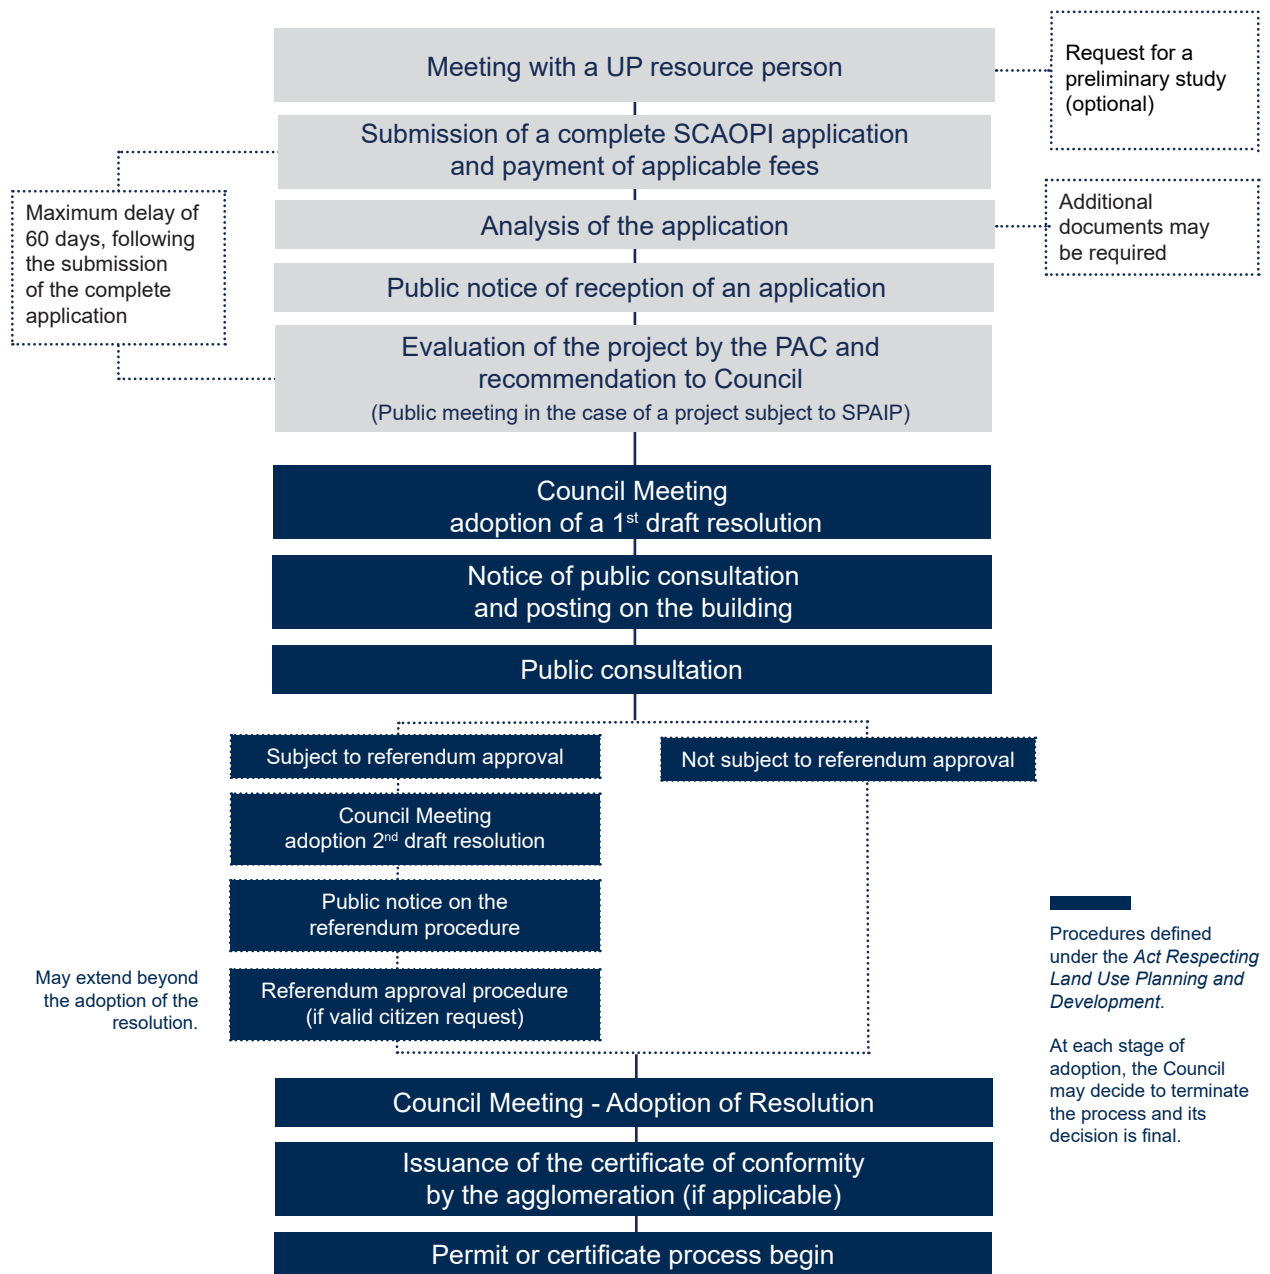 Meeting with a UP resource person
Request for a
preliminary study
(optional)
Submission of a complete SCAOPI application
and payment of applicable fees
Maximum delay of
60 days, following
the submission
of the complete
application
Analysis of the application
Additional
documents may
be required
Public notice of reception of an application
Evaluation of the project by the PAC and
recommendation to Council
(Public meeting in the case of a project subject to SPAIP)
Council Meeting
adoption of a 1st draft resolution
Notice of public consultation
and posting on the building
Public consultation
Subject to referendum approval
Not subject to referendum approval
Council Meeting
adoption 2nd draft resolution
Public notice on the
referendum procedure
May extend beyond
the adoption of the
resolution.
Referendum approval procedure
(if valid citizen request)
Procedures defined
under the Act Respecting
Land Use Planning and
Development.
At each stage of
adoption, the Council
may decide to terminate
the process and its
decision is final.
Council Meeting - Adoption of Resolution
Issuance of the certificate of conformity
by the agglomeration (if applicable)
Permit or certificate process begin